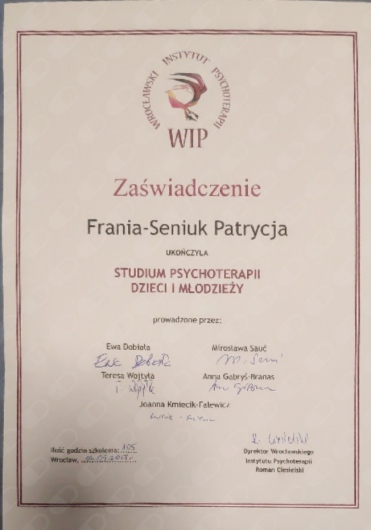 WROCŁAWSKI INSTYTUT PSYCHOTERAPII
WIP
Zaświadczenie
Frania-Seniuk Patrycja
UKOŃCZYŁA
STUDIUM PSYCHOTERAPII
DZIECI I MŁODZIEŻY
prowadzone przez:
Ewa Dobiała Mirosława Sauć
Teresa Wojtyła Anna Gabryś-Branas
Joanna Kmiecik-Falewicz
Ilość godzin szkolenia:
Wrocław,
Dyrektor Wrocławskiego
Instytutu Psychoterapii
Roman Ciesielski